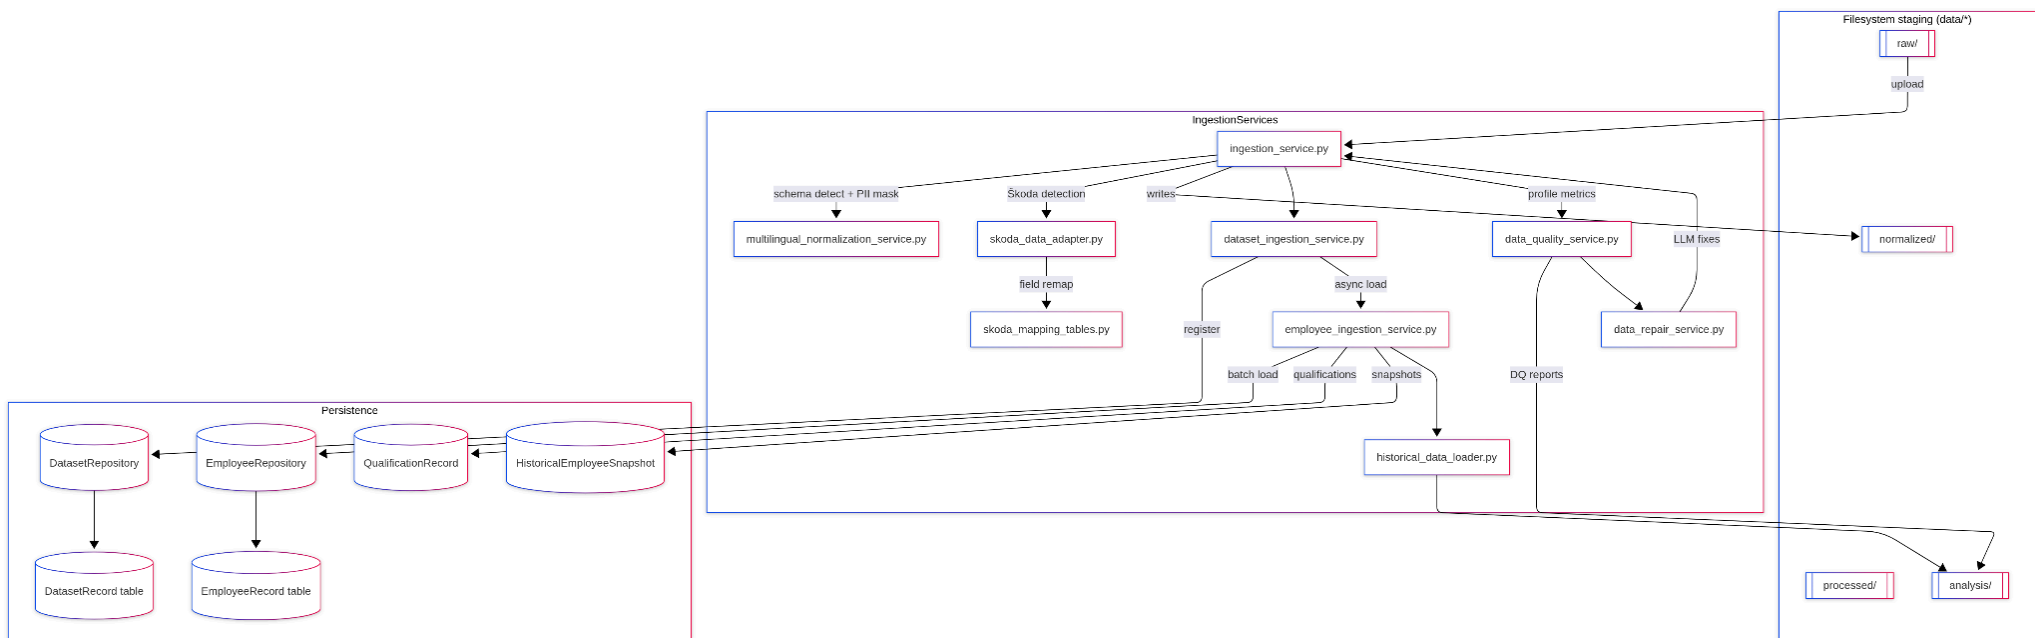 Filesystem staging (data/*)
raw/
upload
IngestionServices
ingestion_service.py
schema detect + PII mask
Škoda detection
writes
profile metrics
multilingual_normalization_service.py
skoda_data_adapter.py
dataset_ingestion_service.py
data_quality_service.py
LLM fixes
normalized/
field remap
async load
skoda_mapping_tables.py
register
employee_ingestion_service.py
data_repair_service.py
batch load
qualifications
snapshots
DQ reports
Persistence
DatasetRepository
EmployeeRepository
QualificationRecord
HistoricalEmployeeSnapshot
historical_data_loader.py
DatasetRecord table
EmployeeRecord table
processed/
analysis/